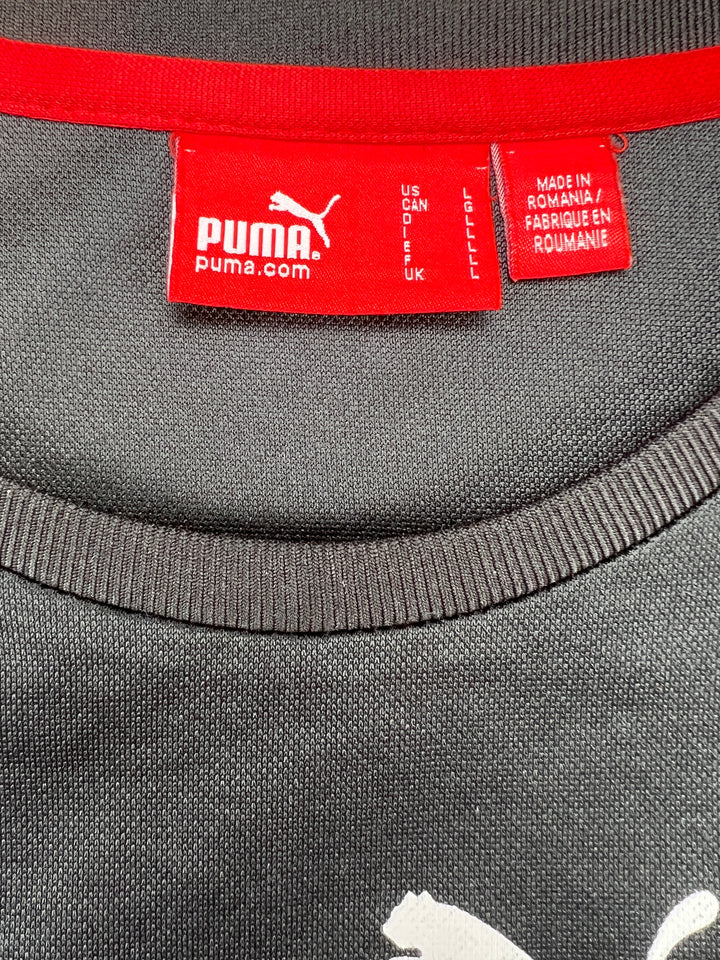 PUMA®
puma.com
US L
CAN G
D L
I L
E L
F L
UK L
MADE IN
ROMANIA /
FABRIQUE EN
ROUMANIE